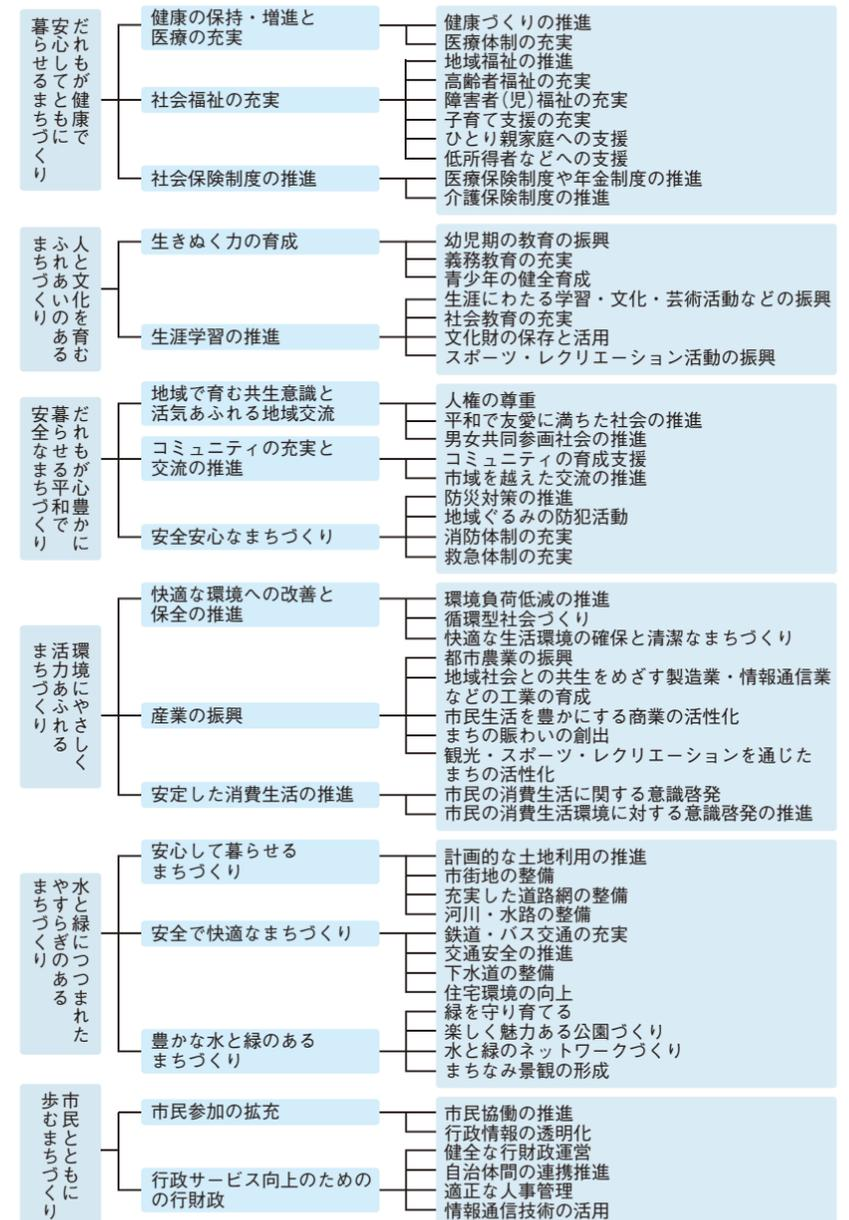 だれもが健康で
安心してともに
暮らせるまちづくり
健康の保持・増進と
医療の充実
健康づくりの推進
医療体制の充実
社会福祉の充実
地域福祉の推進
高齢者福祉の充実
障害者(児)福祉の充実
子育て支援の充実
ひとり親家庭への支援
低所得者などへの支援
社会保険制度の推進
医療保険制度や年金制度の推進
介護保険制度の推進
人と文化を育む
ふれあいのある
まちづくり
生きぬく力の育成
幼児期の教育の振興
義務教育の充実
青少年の健全育成
生涯学習の推進
生涯にわたる学習・文化・芸術活動などの振興
社会教育の充実
文化財の保存と活用
スポーツ・レクリエーション活動の振興
だれもが心豊かに
暮らせる平和で
安全なまちづくり
地域で育む共生意識と
活気あふれる地域交流
人権の尊重
平和で友愛に満ちた社会の推進
男女共同参画社会の推進
コミュニティの充実と
交流の推進
コミュニティの育成支援
市域を越えた交流の推進
安全安心なまちづくり
防災対策の推進
地域ぐるみの防犯活動
消防体制の充実
救急体制の充実
環境にやさしく
活力あふれる
まちづくり
快適な環境への改善と
保全の推進
環境負荷低減の推進
循環型社会づくり
快適な生活環境の確保と清潔なまちづくり
産業の振興
都市農業の振興
地域社会との共生をめざす製造業・情報通信業
などの工業の育成
市民生活を豊かにする商業の活性化
まちの賑わいの創出
観光・スポーツ・レクリエーションを通じた
まちの活性化
安定した消費生活の推進
市民の消費生活に関する意識啓発
市民の消費生活環境に対する意識啓発の推進
水と緑につつまれた
やすらぎのある
まちづくり
安心して暮らせる
まちづくり
計画的な土地利用の推進
市街地の整備
充実した道路網の整備
河川・水路の整備
安全で快適なまちづくり
鉄道・バス交通の充実
交通安全の推進
下水道の整備
住宅環境の向上
豊かな水と緑のある
まちづくり
緑を守り育てる
楽しく魅力ある公園づくり
水と緑のネットワークづくり
まちなみ景観の形成
市民とともに
歩むまちづくり
市民参加の拡充
市民協働の推進
行政情報の透明化
行政サービス向上のための
の行財政
健全な行財政運営
自治体間の連携推進
適正な人事管理
情報通信技術の活用